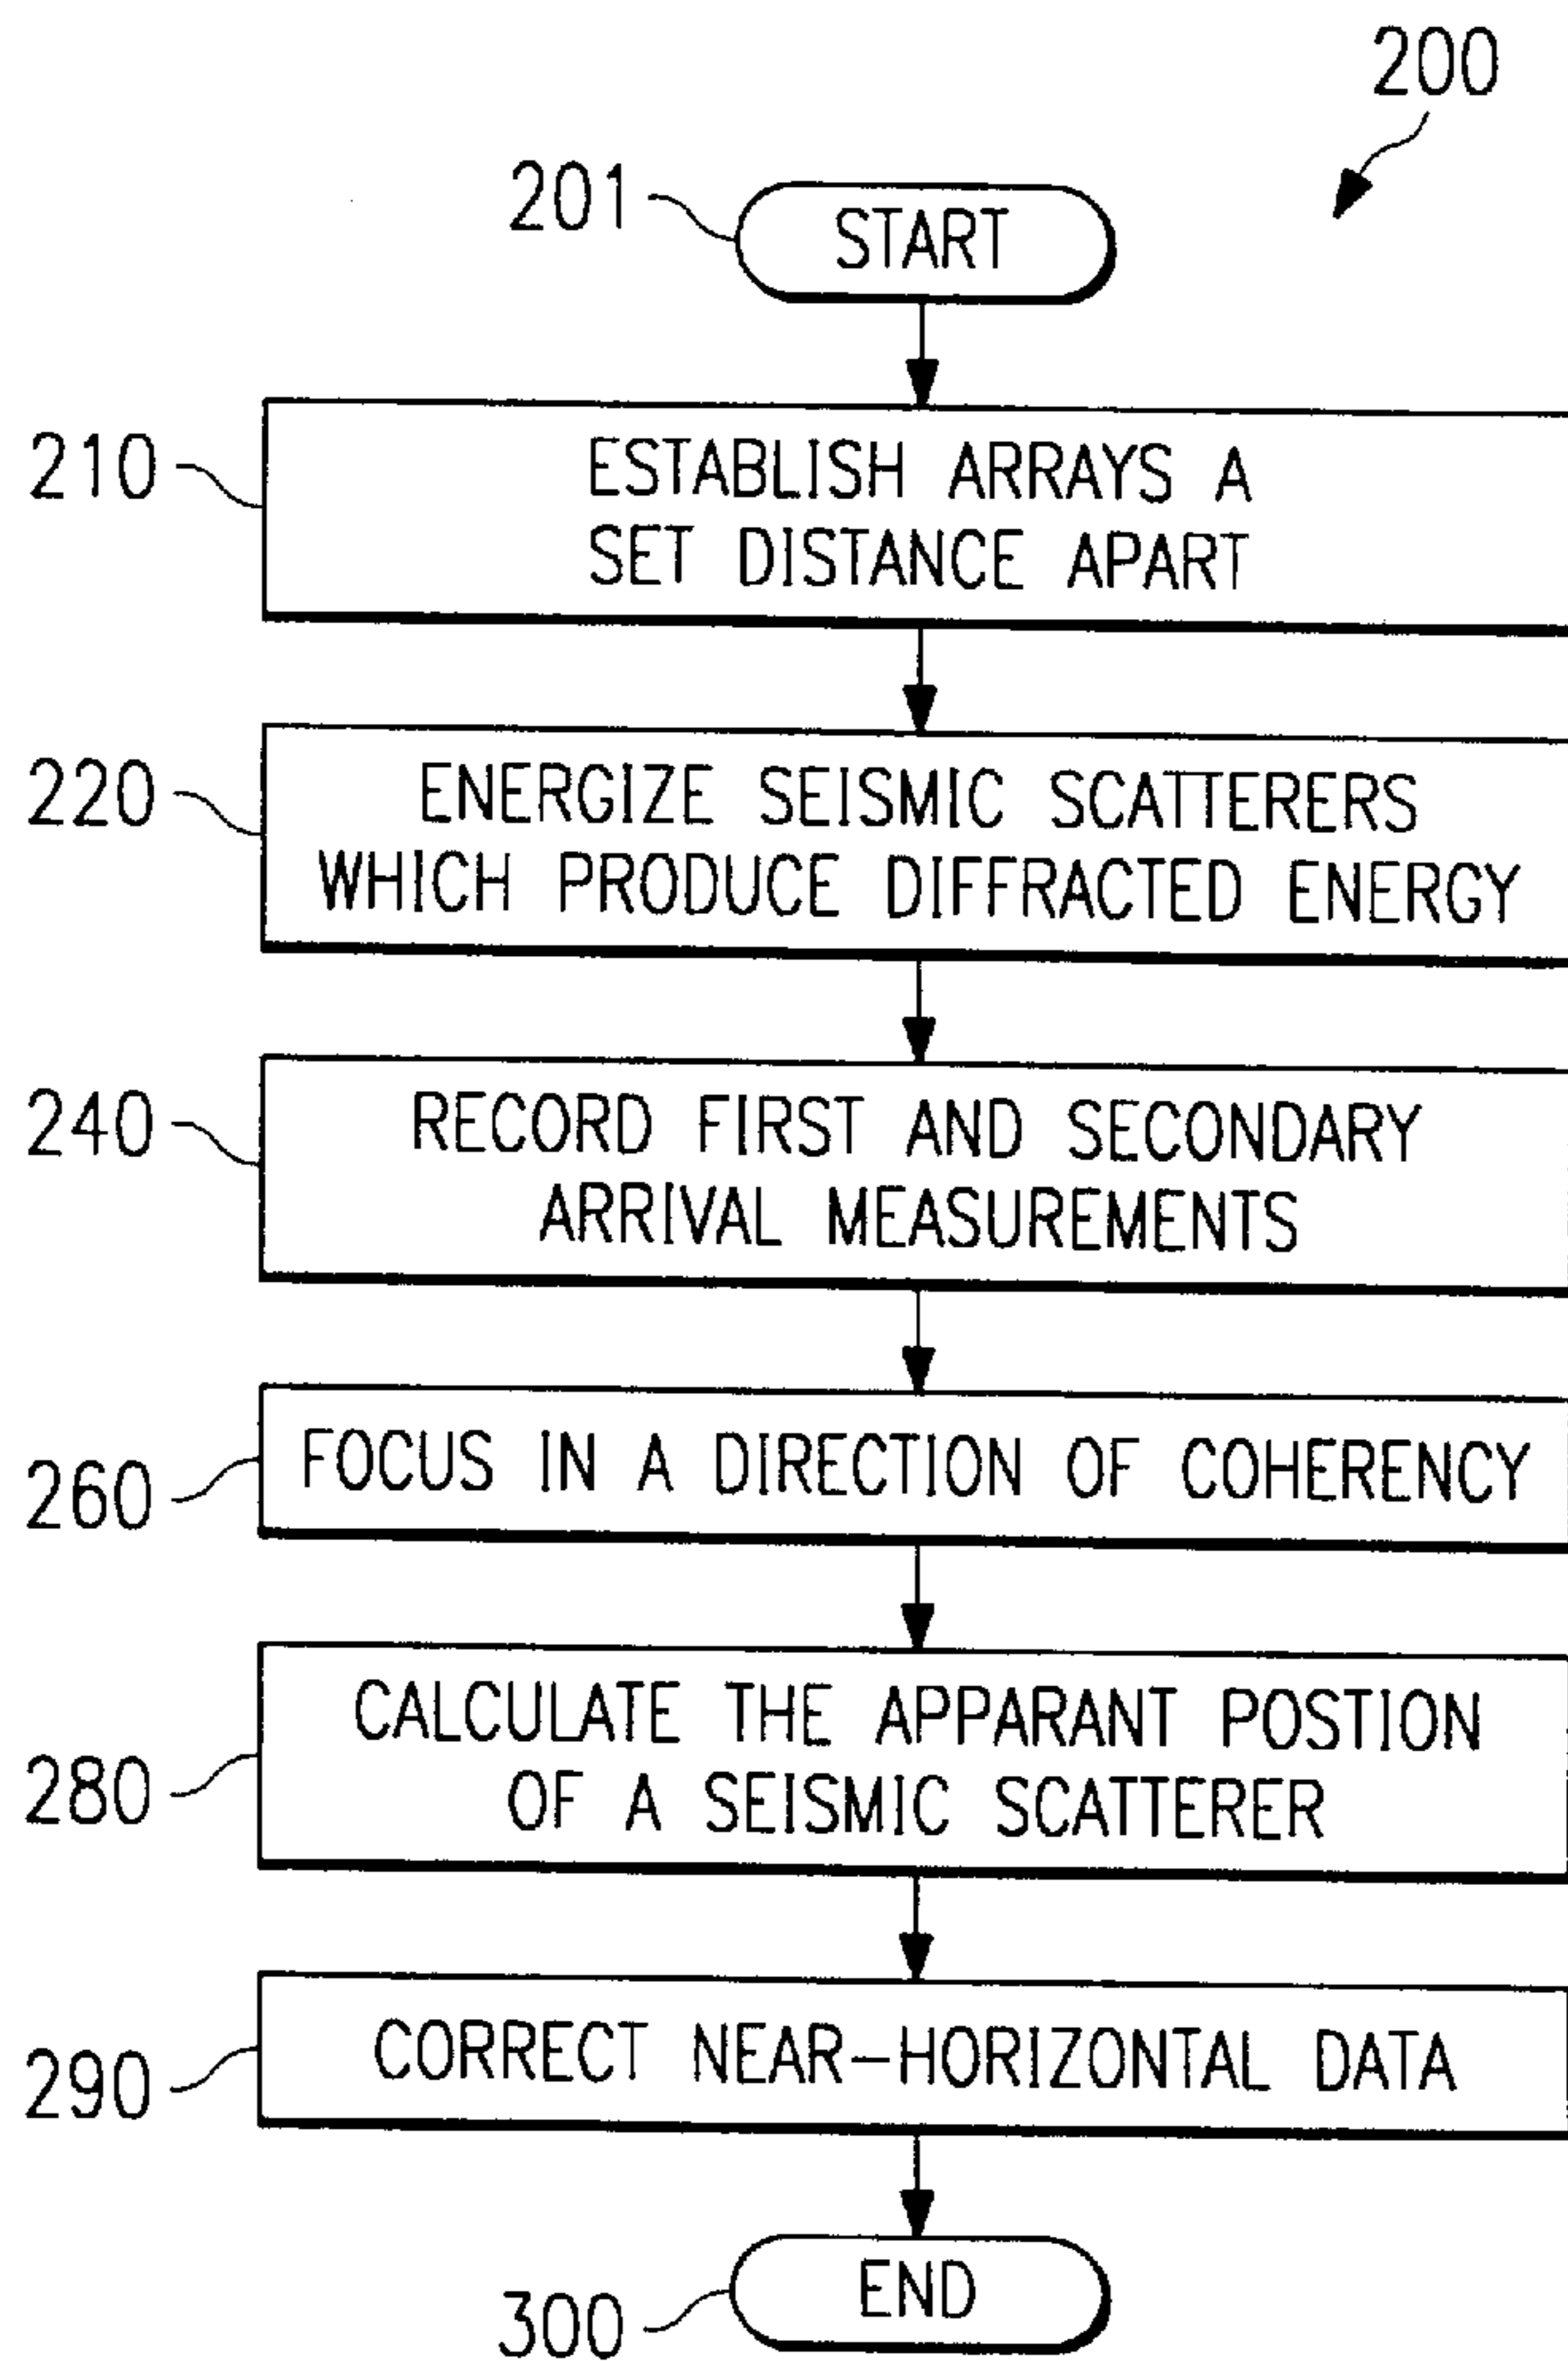 200
201
START
210
ESTABLISH ARRAYS A
SET DISTANCE APART
220
ENERGIZE SEISMIC SCATTERERS
WHICH PRODUCE DIFFRACTED ENERGY
240
RECORD FIRST AND SECONDARY
ARRIVAL MEASUREMENTS
260
FOCUS IN A DIRECTION OF COHERENCY
280
CALCULATE THE APPARANT POSTION
OF A SEISMIC SCATTERER
290
CORRECT NEAR-HORIZONTAL DATA
300
END